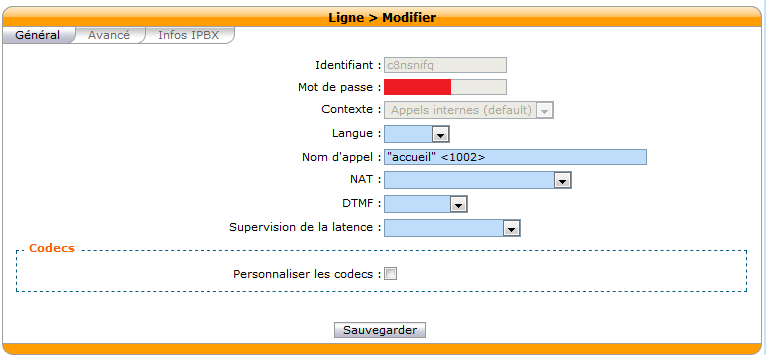 Ligne > Modifier
Général Avancé Infos IPBX
Identifiant : c8nsnifq
Mot de passe :
Contexte : Appels internes (default)
Langue :
Nom d'appel : "accueil" <1002>
NAT :
DTMF :
Supervision de la latence :
Codecs
Personnaliser les codecs :
Sauvegarder